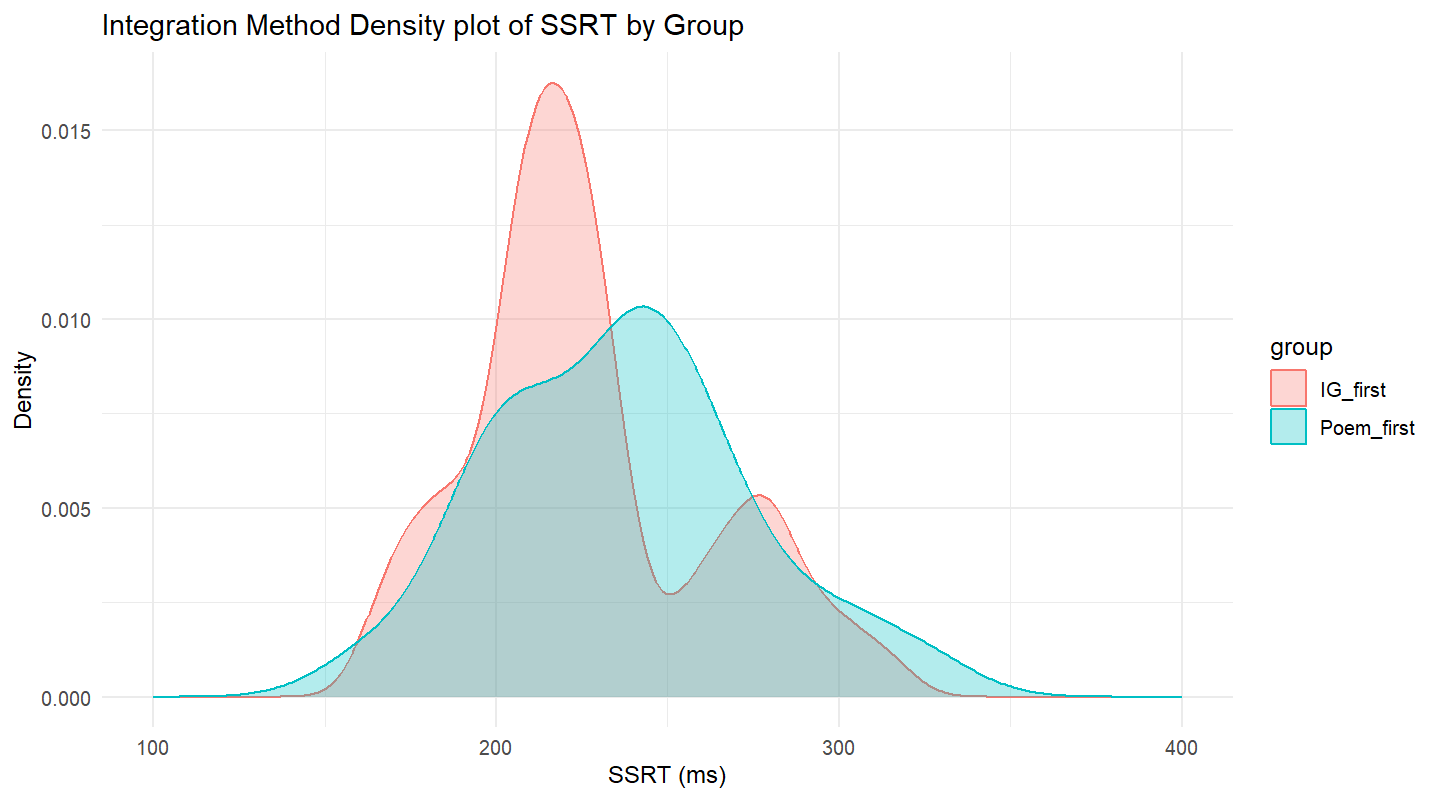 Integration Method Density plot of SSRT by Group
0.015
0.010
0.005
0.000
Density
100 200 300 400
SSRT (ms)
group
IG_first
Poem_first